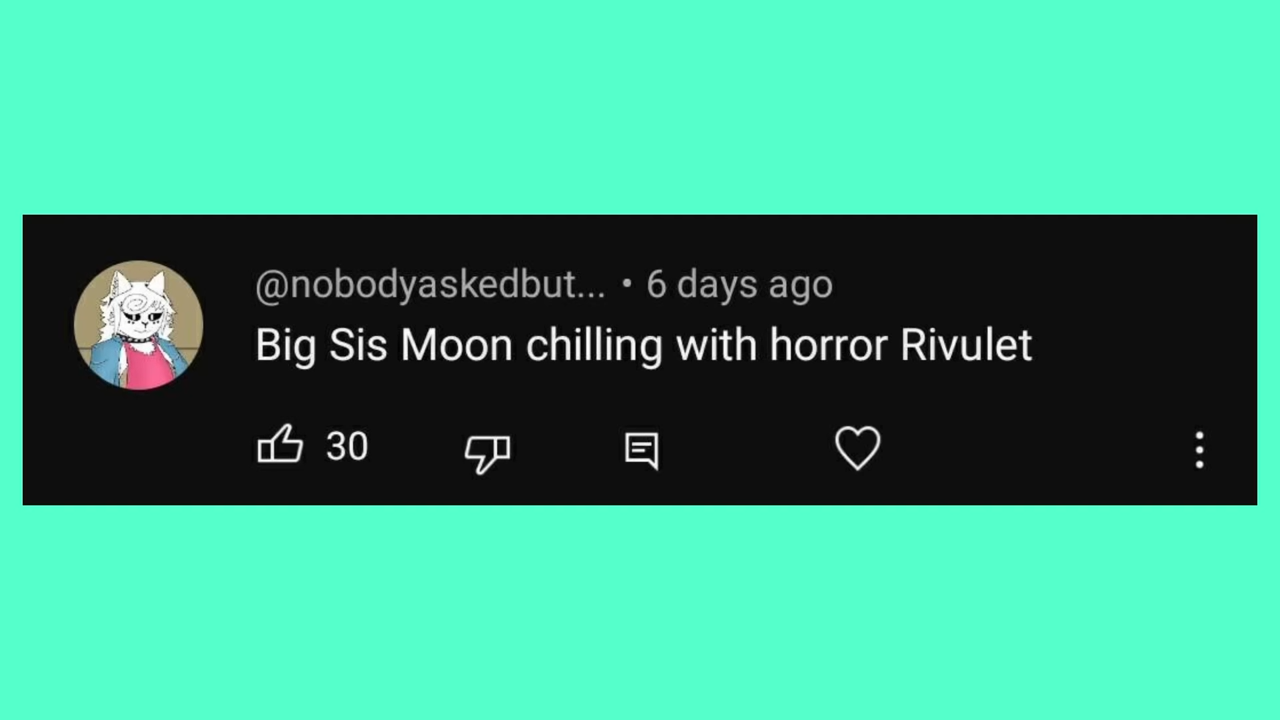 @nobodyaskedbut... • 6 days ago
Big Sis Moon chilling with horror Rivulet
30